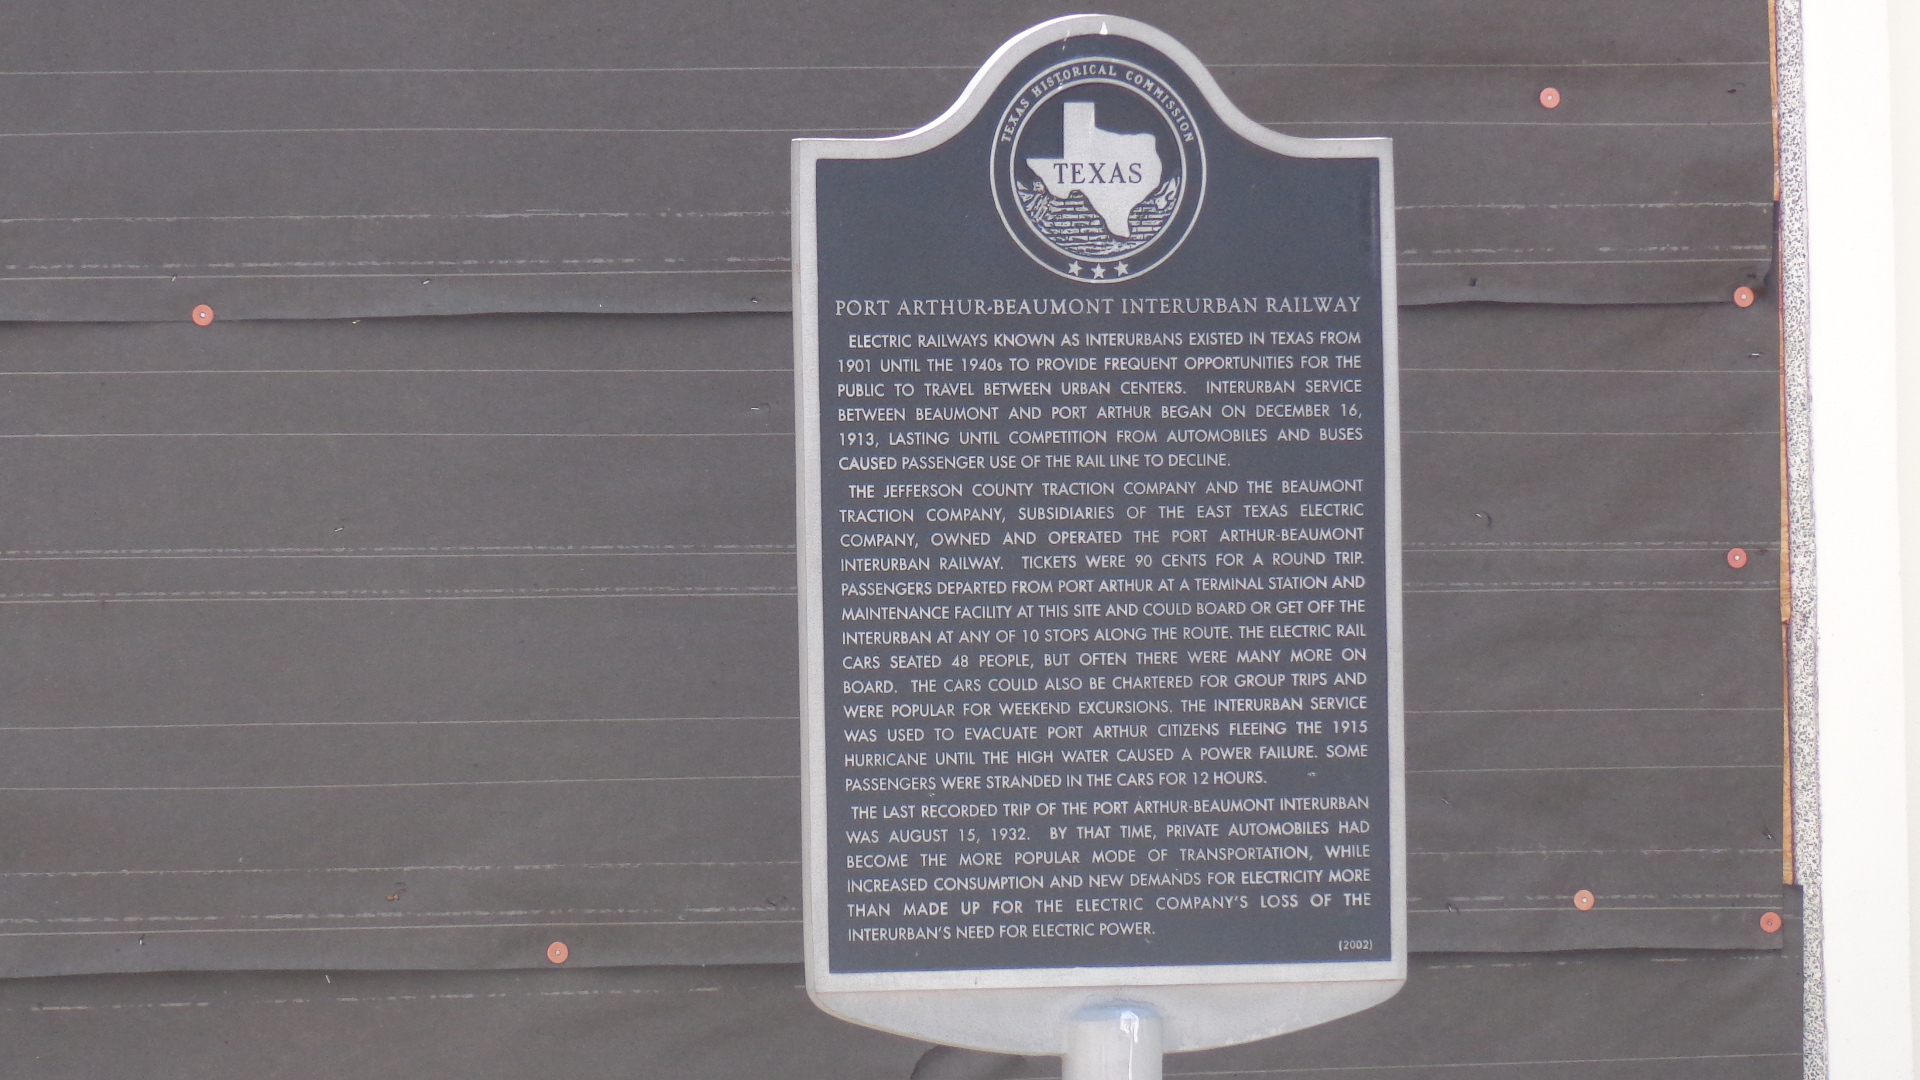 TEXAS HISTORICAL COMMISSION
TEXAS
PORT ARTHUR-BEAUMONT INTERURBAN RAILWAY
ELECTRIC RAILWAYS KNOWN AS INTERURBANS EXISTED IN TEXAS FROM
1901 UNTIL THE 1940s TO PROVIDE FREQUENT OPPORTUNITIES FOR THE
PUBLIC TO TRAVEL BETWEEN URBAN CENTERS. INTERURBAN SERVICE
BETWEEN BEAUMONT AND PORT ARTHUR BEGAN ON DECEMBER 16,
1913, LASTING UNTIL COMPETITION FROM AUTOMOBILES AND BUSES
CAUSED PASSENGER USE OF THE RAIL LINE TO DECLINE.
THE JEFFERSON COUNTY TRACTION COMPANY AND THE BEAUMONT
TRACTION COMPANY, SUBSIDIARIES OF THE EAST TEXAS ELECTRIC
COMPANY, OWNED AND OPERATED THE PORT ARTHUR-BEAUMONT
INTERURBAN RAILWAY. TICKETS WERE 90 CENTS FOR A ROUND TRIP.
PASSENGERS DEPARTED FROM PORT ARTHUR AT A TERMINAL STATION AND
MAINTENANCE FACILITY AT THIS SITE AND COULD BOARD OR GET OFF THE
INTERURBAN AT ANY OF 10 STOPS ALONG THE ROUTE. THE ELECTRIC RAIL
CARS SEATED 48 PEOPLE, BUT OFTEN THERE WERE MANY MORE ON
BOARD. THE CARS COULD ALSO BE CHARTERED FOR GROUP TRIPS AND
WERE POPULAR FOR WEEKEND EXCURSIONS. THE INTERURBAN SERVICE
WAS USED TO EVACUATE PORT ARTHUR CITIZENS FLEEING THE 1915
HURRICANE UNTIL THE HIGH WATER CAUSED A POWER FAILURE. SOME
PASSENGERS WERE STRANDED IN THE CARS FOR 12 HOURS.
THE LAST RECORDED TRIP OF THE PORT ARTHUR-BEAUMONT INTERURBAN
WAS AUGUST 15, 1932. BY THAT TIME, PRIVATE AUTOMOBILES HAD
BECOME THE MORE POPULAR MODE OF TRANSPORTATION, WHILE
INCREASED CONSUMPTION AND NEW DEMANDS FOR ELECTRICITY MORE
THAN MADE UP FOR THE ELECTRIC COMPANY'S LOSS OF THE
INTERURBAN'S NEED FOR ELECTRIC POWER.
(2002)